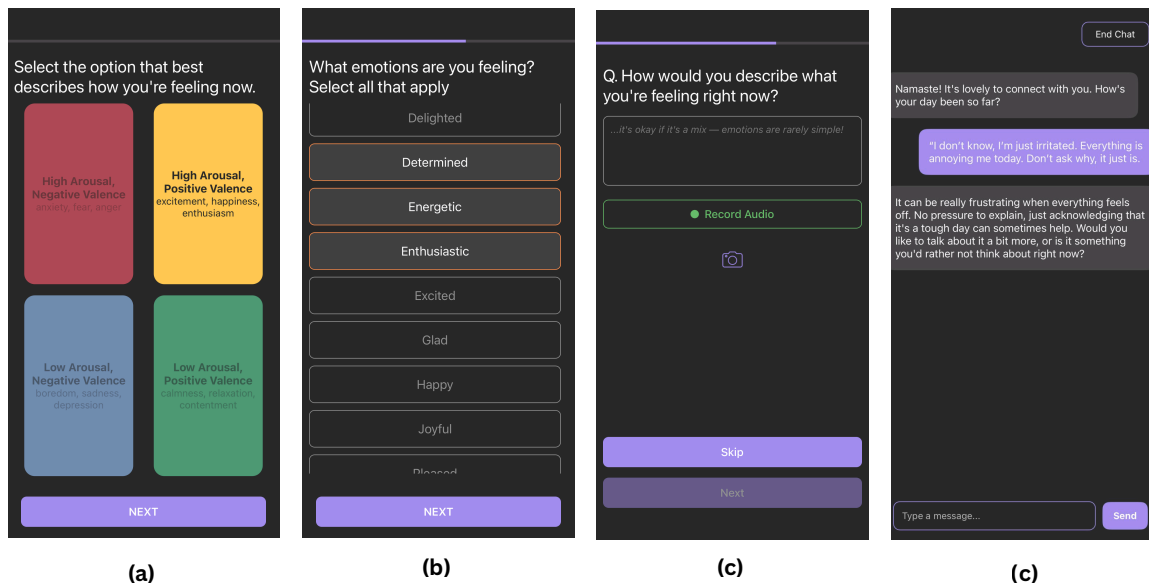 Select the option that best
describes how you're feeling now.
High Arousal,
Negative Valence
anxiety, fear, anger
High Arousal,
Positive Valence
excitement, happiness,
enthusiasm
Low Arousal,
Negative Valence
boredom, sadness,
depression
Low Arousal,
Positive Valence
calmness, relaxation,
contentment
NEXT
(a)
What emotions are you feeling?
Select all that apply
Delighted
Determined
Energetic
Enthusiastic
Excited
Glad
Happy
Joyful
Pleased
NEXT
(b)
Q. How would you describe what
you're feeling right now?
...it's okay if it's a mix — emotions are rarely simple!
Record Audio
Skip
Next
(c)
End Chat
Namaste! It's lovely to connect with you. How's
your day been so far?
"I don't know, I'm just irritated. Everything is
annoying me today. Don't ask why, it just is.
It can be really frustrating when everything feels
off. No pressure to explain, just acknowledging that
it's a tough day can sometimes help. Would you
like to talk about it a bit more, or is it something
you'd rather not think about right now?
Type a message...
Send
(c)